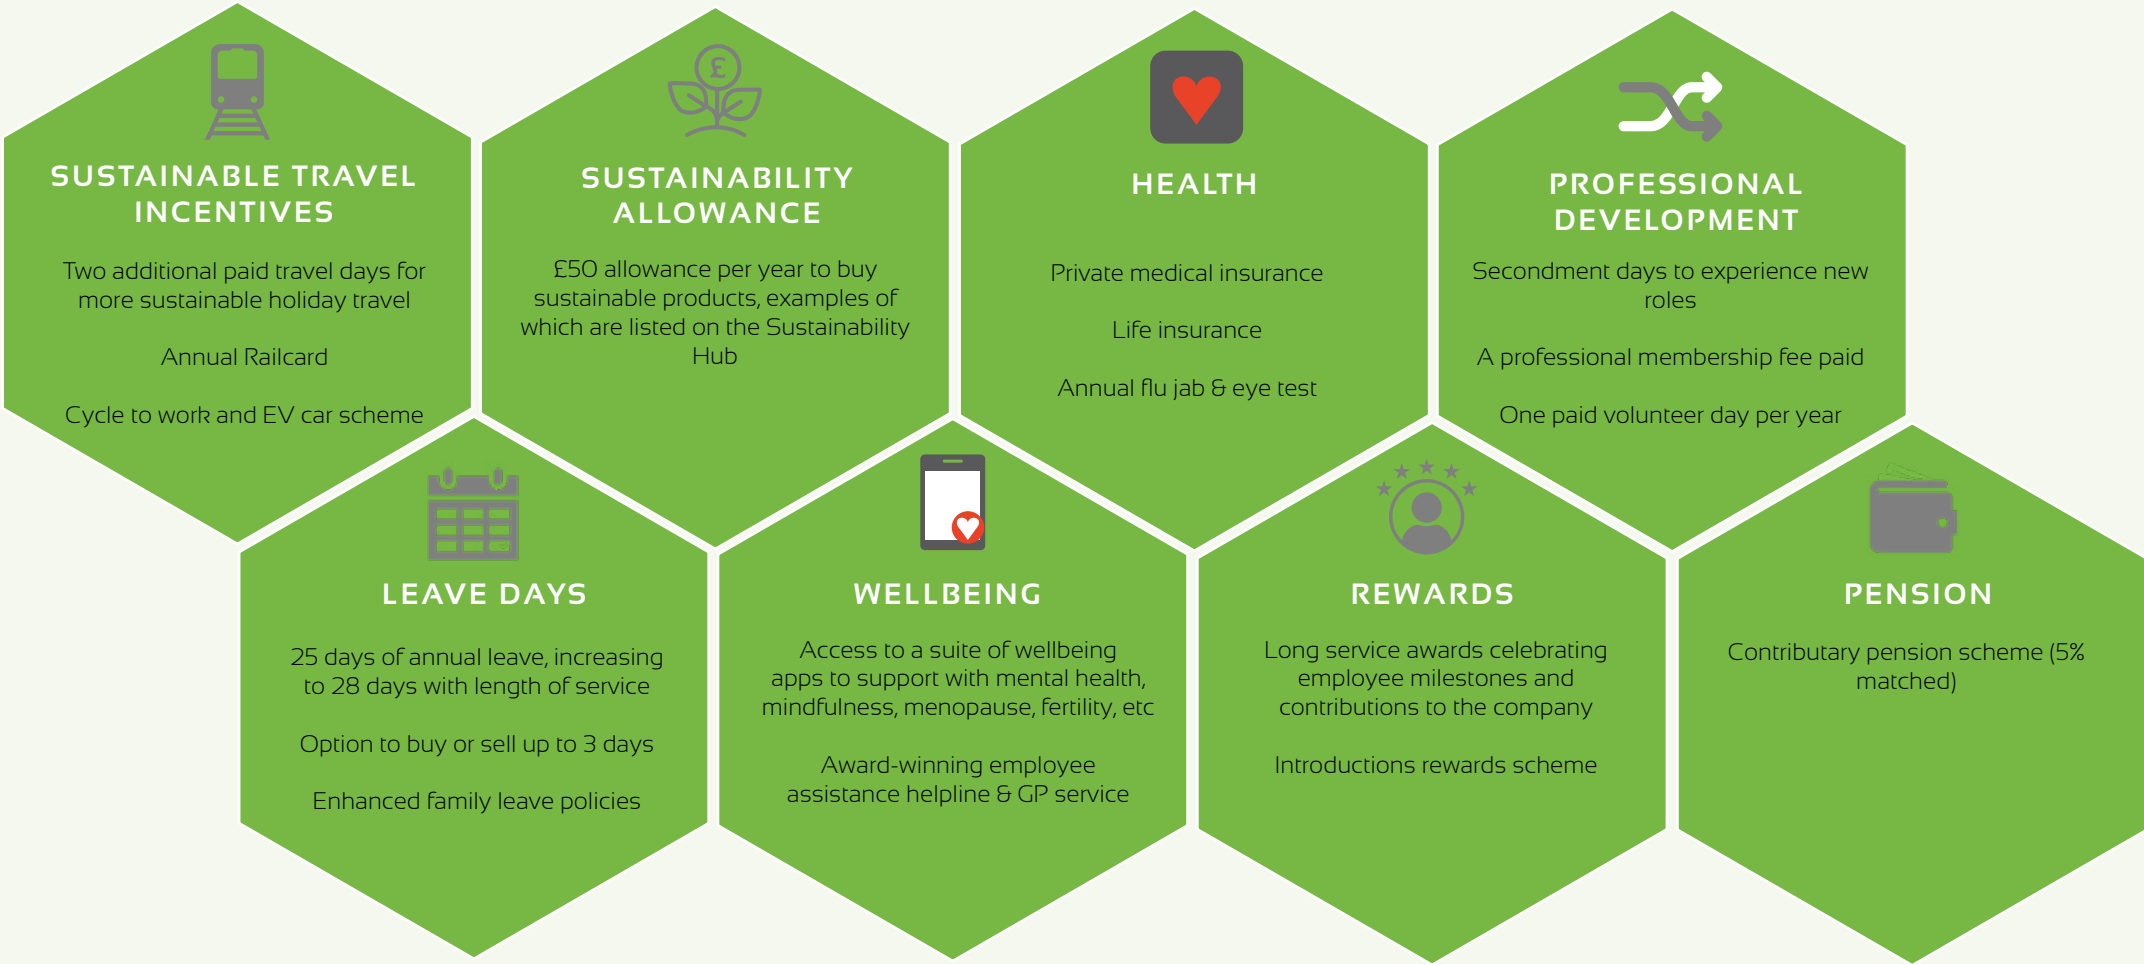 SUSTAINABLE TRAVEL
INCENTIVES
Two additional paid travel days for
more sustainable holiday travel
Annual Railcard
Cycle to work and EV car scheme
£
SUSTAINABILITY
ALLOWANCE
£50 allowance per year to buy
sustainable products, examples of
which are listed on the Sustainability
Hub
HEALTH
Private medical insurance
Life insurance
Annual flu jab & eye test
PROFESSIONAL
DEVELOPMENT
Secondment days to experience new
roles
A professional membership fee paid
One paid volunteer day per year
LEAVE DAYS
25 days of annual leave, increasing
to 28 days with length of service
Option to buy or sell up to 3 days
Enhanced family leave policies
WELLBEING
Access to a suite of wellbeing
apps to support with mental health,
mindfulness, menopause, fertility, etc
Award-winning employee
assistance helpline & GP service
REWARDS
Long service awards celebrating
employee milestones and
contributions to the company
Introductions rewards scheme
PENSION
Contributary pension scheme (5%
matched)